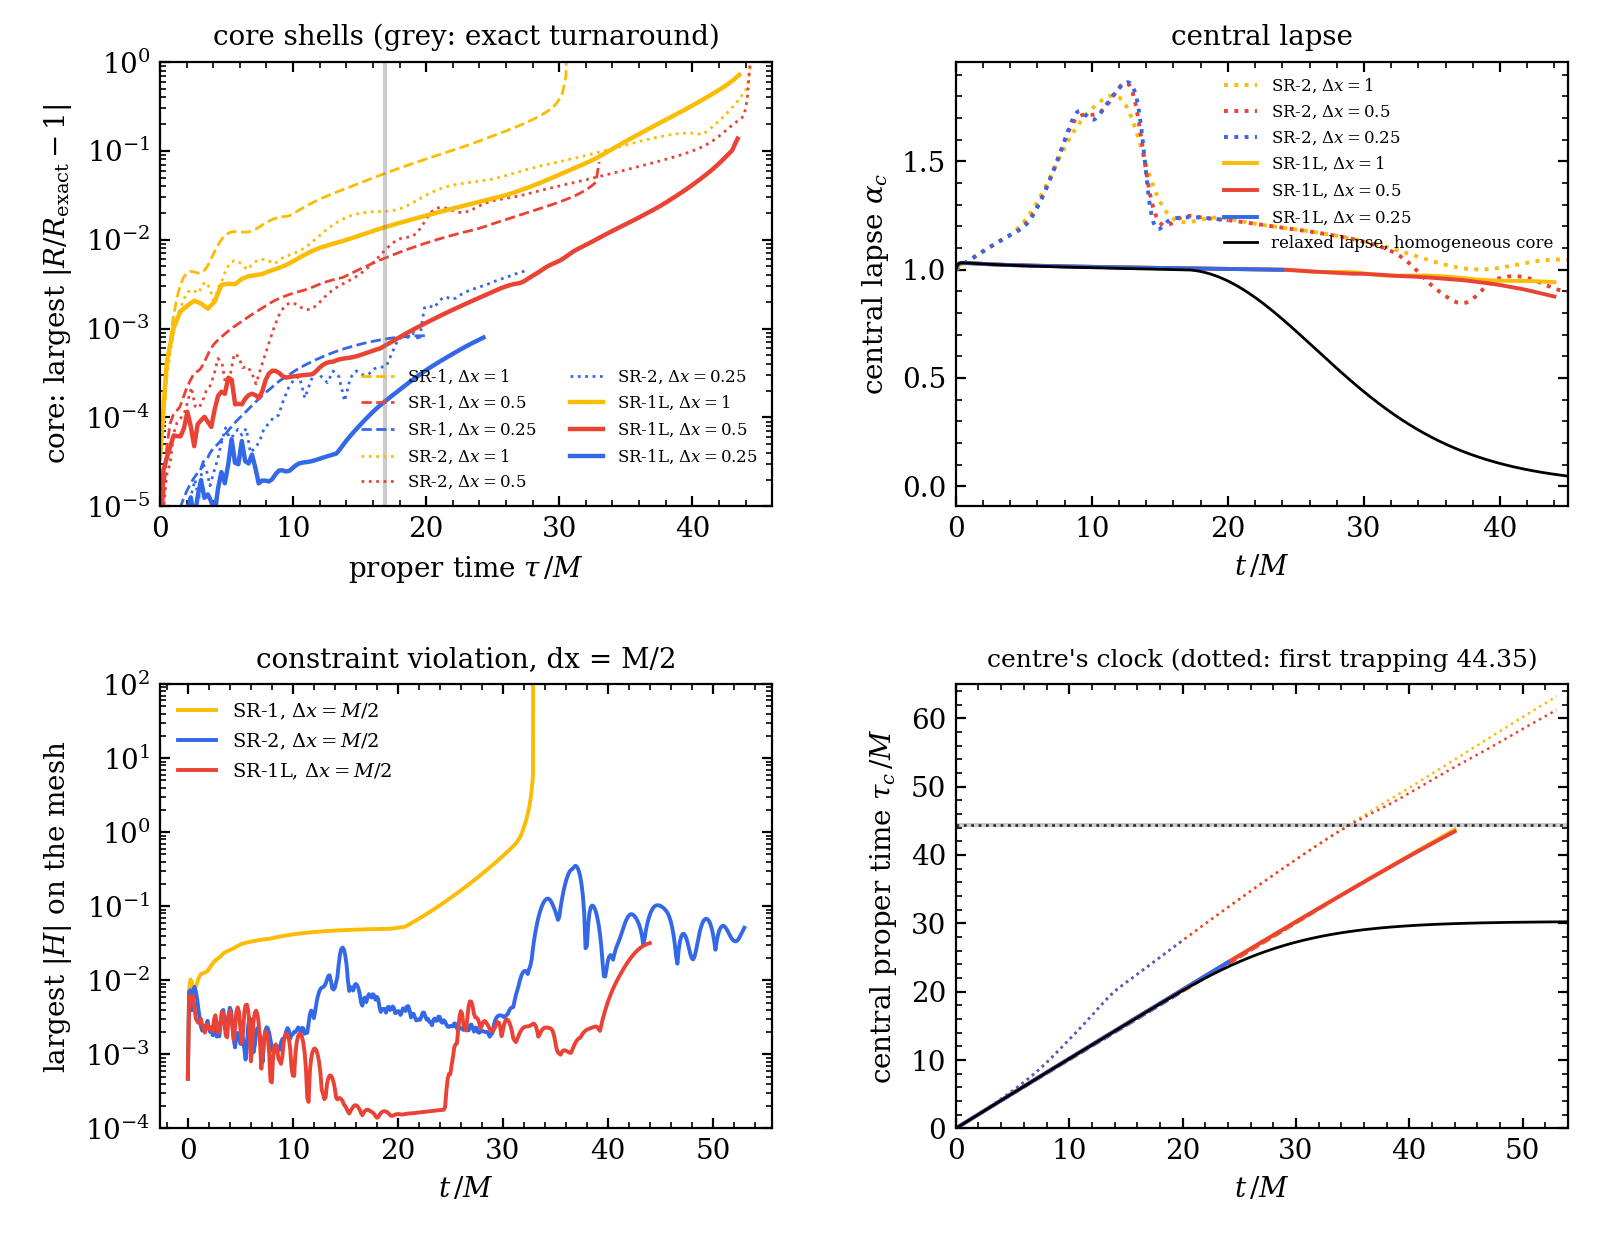 core shells (grey: exact turnaround)
10⁰
10⁻¹
10⁻²
10⁻³
10⁻⁴
10⁻⁵
core: largest |R/R_exact − 1|
SR-1, Δx = 1
SR-1, Δx = 0.5
SR-1, Δx = 0.25
SR-2, Δx = 1
SR-2, Δx = 0.5
SR-2, Δx = 0.25
SR-1L, Δx = 1
SR-1L, Δx = 0.5
SR-1L, Δx = 0.25
0 10 20 30 40
proper time τ/M
central lapse
1.5
1.0
0.5
0.0
central lapse α_c
SR-2, Δx = 1
SR-2, Δx = 0.5
SR-2, Δx = 0.25
SR-1L, Δx = 1
SR-1L, Δx = 0.5
SR-1L, Δx = 0.25
relaxed lapse, homogeneous core
0 10 20 30 40
t/M
constraint violation, dx = M/2
10²
10¹
10⁰
10⁻¹
10⁻²
10⁻³
10⁻⁴
largest |H| on the mesh
SR-1, Δx = M/2
SR-2, Δx = M/2
SR-1L, Δx = M/2
0 10 20 30 40 50
t/M
centre's clock (dotted: first trapping 44.35)
60
50
40
30
20
10
0
central proper time τ_c/M
0 10 20 30 40 50
t/M